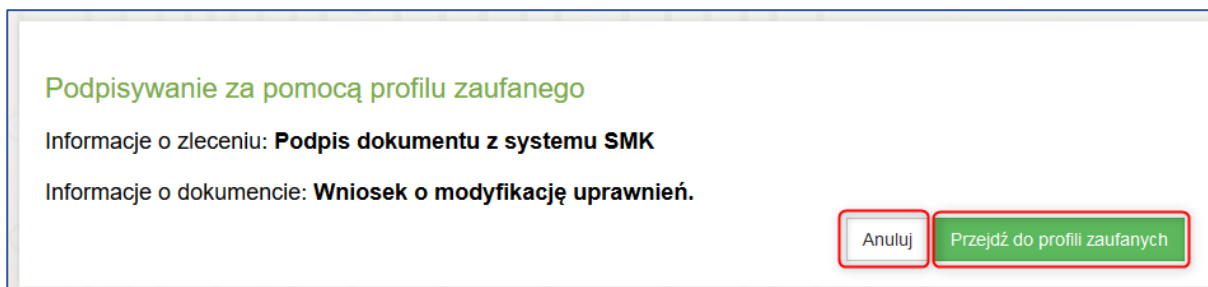 Podpisywanie za pomocą profilu zaufanego
Informacje o zleceniu: Podpis dokumentu z systemu SMK
Informacje o dokumencie: Wniosek o modyfikację uprawnień.
Anuluj Przejdź do profili zaufanych